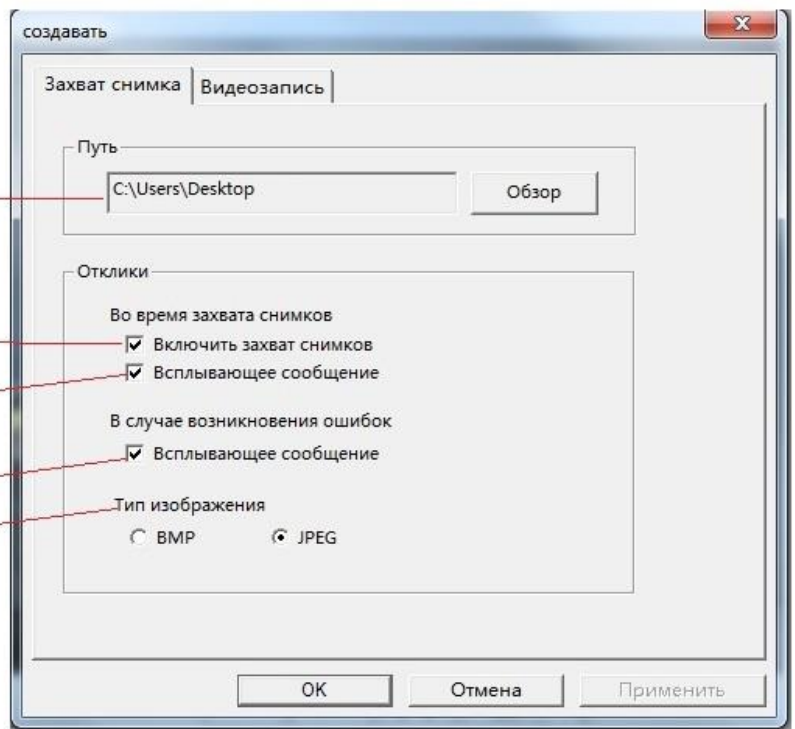 создавать
Захват снимка Видеозапись
Путь
C:\Users\Desktop Обзор
Отклики
Во время захвата снимков
Включить захват снимков
Всплывающее сообщение
В случае возникновения ошибок
Всплывающее сообщение
Тип изображения
BMP JPEG
OK Отмена Применить